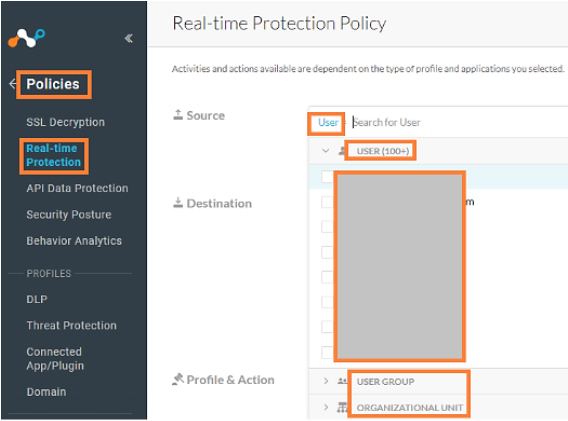 Real-time Protection Policy
«
Policies
Activities and actions available are dependent on the type of profile and applications you selected.
SSL Decryption
Real-time
Protection
API Data Protection
Security Posture
Behavior Analytics
PROFILES
DLP
Threat Protection
Connected
App/Plugin
Domain
Source
User Search for User
USER (100+)
m
Destination
Profile & Action
USER GROUP
ORGANIZATIONAL UNIT